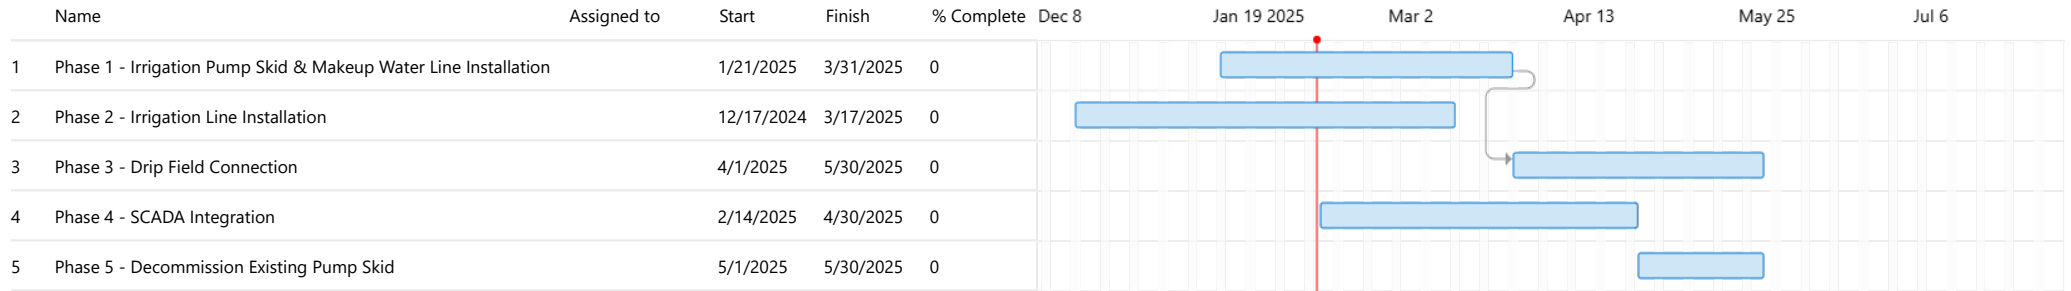 Name Assigned to Start Finish % Complete Dec 8 Jan 19 2025 Mar 2 Apr 13 May 25 Jul 6
1 Phase 1 - Irrigation Pump Skid & Makeup Water Line Installation 1/21/2025 3/31/2025 0
2 Phase 2 - Irrigation Line Installation 12/17/2024 3/17/2025 0
3 Phase 3 - Drip Field Connection 4/1/2025 5/30/2025 0
4 Phase 4 - SCADA Integration 2/14/2025 4/30/2025 0
5 Phase 5 - Decommission Existing Pump Skid 5/1/2025 5/30/2025 0